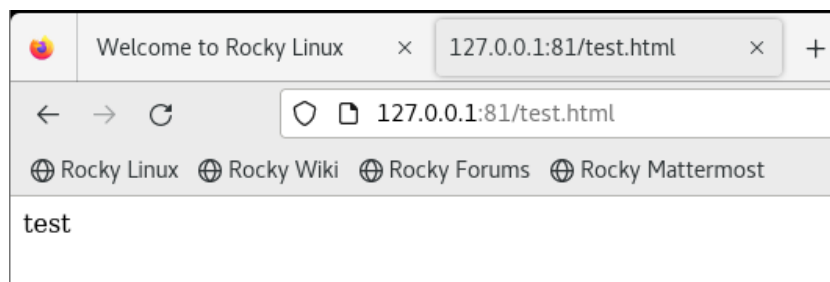 Welcome to Rocky Linux
127.0.0.1:81/test.html
127.0.0.1:81/test.html
Rocky Linux Rocky Wiki Rocky Forums Rocky Mattermost
test